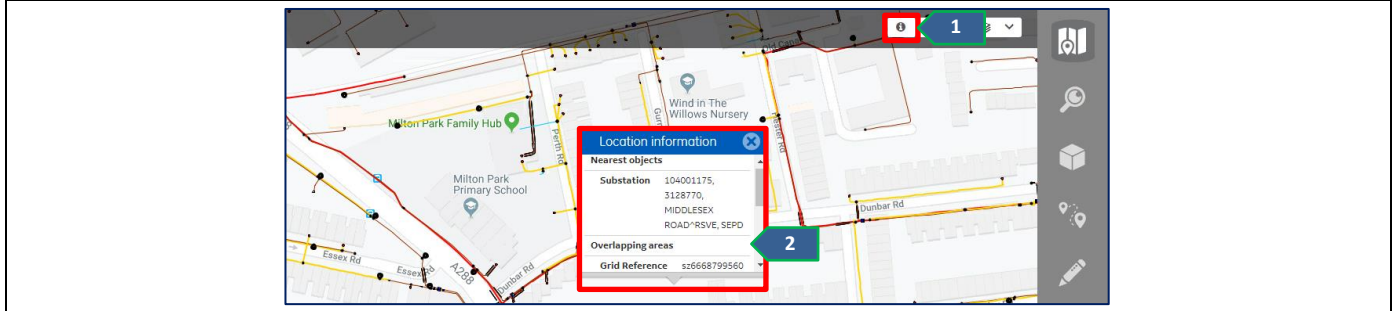 1
Old Canal
Wind in The
Willows Nursery
Milton Park Family Hub
Perth Rd
Location information
Nearest objects
Substation 104001175,
3128770,
MIDDLESEX
ROAD^RSVE, SEPD
Overlapping areas
Grid Reference sz6668799560
2
Milton Park
Primary School
Dunbar Rd
Essex Rd
Essex Rd
A288
Dunbar Rd